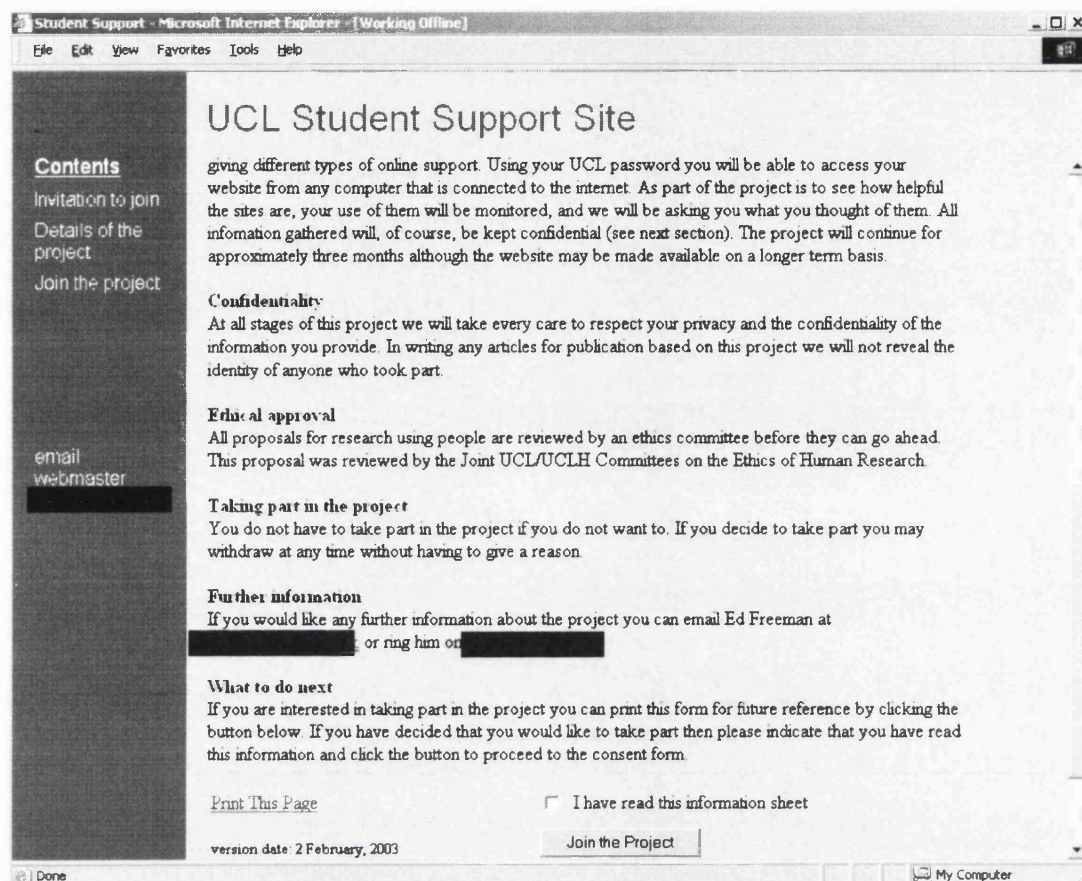 Student Support - Microsoft Internet Explorer - [Working Offline]
File Edit View Favorites Tools Help
UCL Student Support Site
Contents
Invitation to join
Details of the
project
Join the project
email
webmaster
giving different types of online support. Using your UCL password you will be able to access your
website from any computer that is connected to the internet. As part of the project is to see how helpful
the sites are, your use of them will be monitored, and we will be asking you what you thought of them. All
infomation gathered will, of course, be kept confidential (see next section). The project will continue for
approximately three months although the website may be made available on a longer term basis.
Confidentiality
At all stages of this project we will take every care to respect your privacy and the confidentiality of the
information you provide. In writing any articles for publication based on this project we will not reveal the
identity of anyone who took part.
Ethical approval
All proposals for research using people are reviewed by an ethics committee before they can go ahead.
This proposal was reviewed by the Joint UCL/UCLH Committees on the Ethics of Human Research.
Taking part in the project
You do not have to take part in the project if you do not want to. If you decide to take part you may
withdraw at any time without having to give a reason.
Further information
If you would like any further information about the project you can email Ed Freeman at
or ring him on
What to do next
If you are interested in taking part in the project you can print this form for future reference by clicking the
button below. If you have decided that you would like to take part then please indicate that you have read
this information and click the button to proceed to the consent form.
Print This Page
I have read this information sheet
version date: 2 February, 2003
Join the Project
Done
My Computer